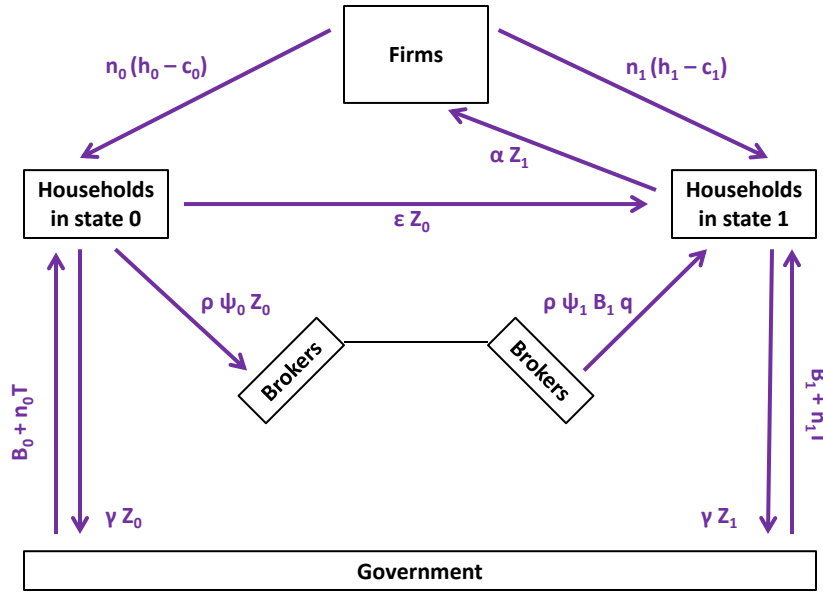 Firms
n₀ (h₀ – c₀)
n₁ (h₁ – c₁)
α Z₁
Households
in state 0
Households
in state 1
ε Z₀
ρ ψ₀ Z₀
ρ ψ₁ B₁ q
Brokers
Brokers
B₀ + n₀T
B₁ + n₁T
γ Z₀
γ Z₁
Government